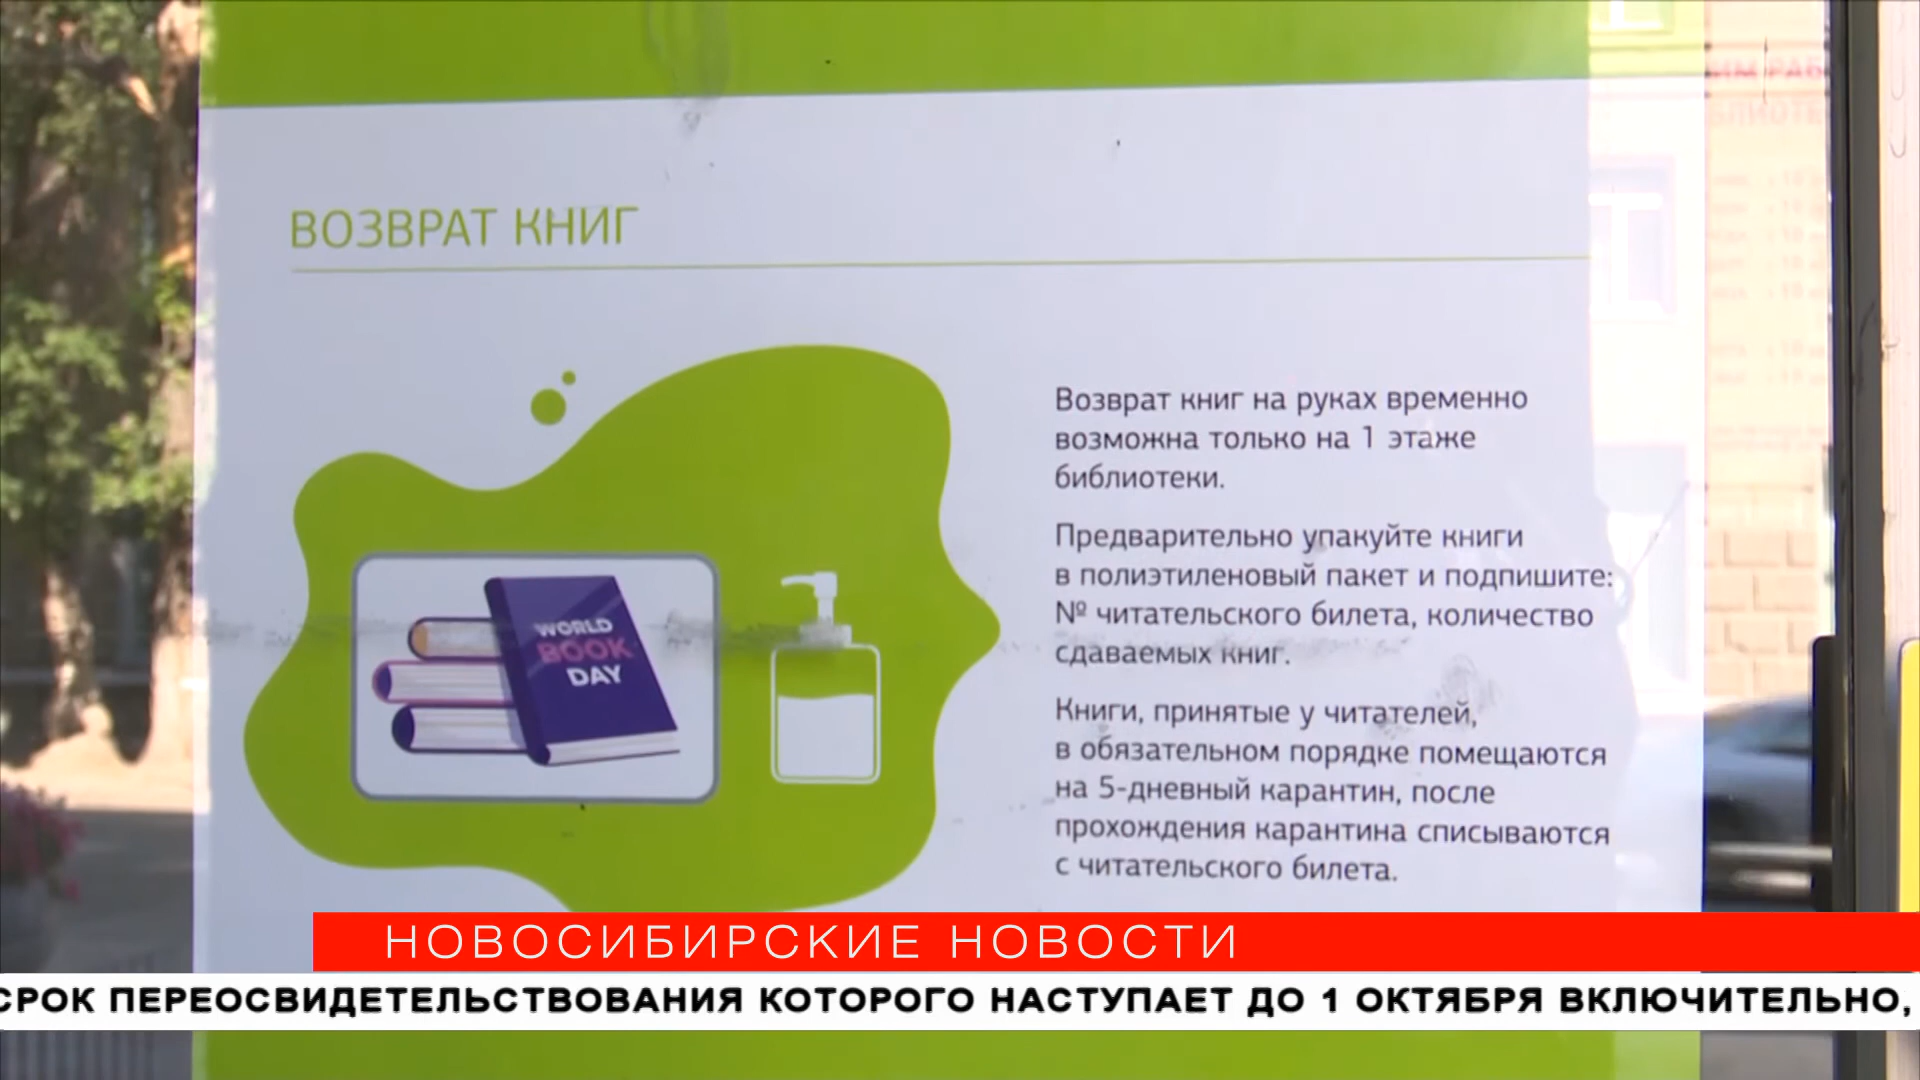 ВОЗВРАТ КНИГ
Возврат книг на руках временно
возможна только на 1 этаже
библиотеки.
Предварительно упакуйте книги
в полиэтиленовый пакет и подпишите:
№ читательского билета, количество
сдаваемых книг.
Книги, принятые у читателей,
в обязательном порядке помещаются
на 5-дневный карантин, после
прохождения карантина списываются
с читательского билета.
WORLD
BOOK
DAY
НОВОСИБИРСКИЕ НОВОСТИ
СРОК ПЕРЕОСВИДЕТЕЛЬСТВОВАНИЯ КОТОРОГО НАСТУПАЕТ ДО 1 ОКТЯБРЯ ВКЛЮЧИТЕЛЬНО,